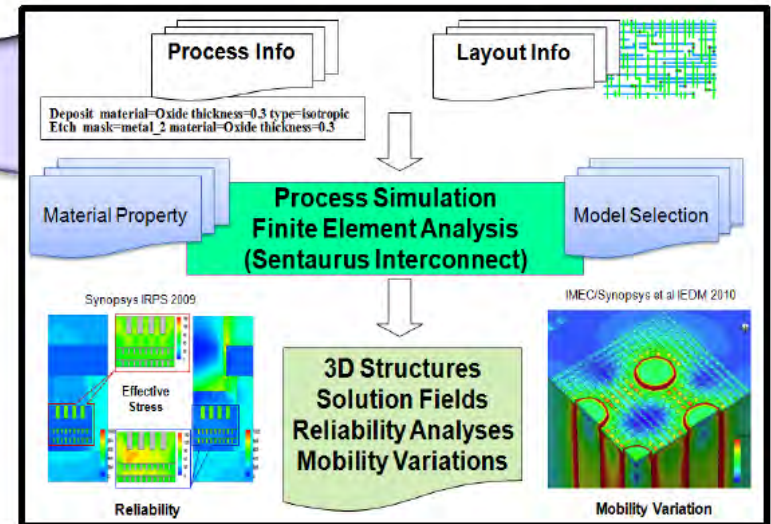 Process Info
Layout Info
Deposit material=Oxide thickness=0.3 type=isotropic
Etch mask=metal_2 material=Oxide thickness=0.3
Material Property
Process Simulation
Finite Element Analysis
(Sentaurus Interconnect)
Model Selection
Synopsys IRPS 2009
IMEC/Synopsys et al IEDM 2010
Effective
Stress
3D Structures
Solution Fields
Reliability Analyses
Mobility Variations
Reliability
Mobility Variation